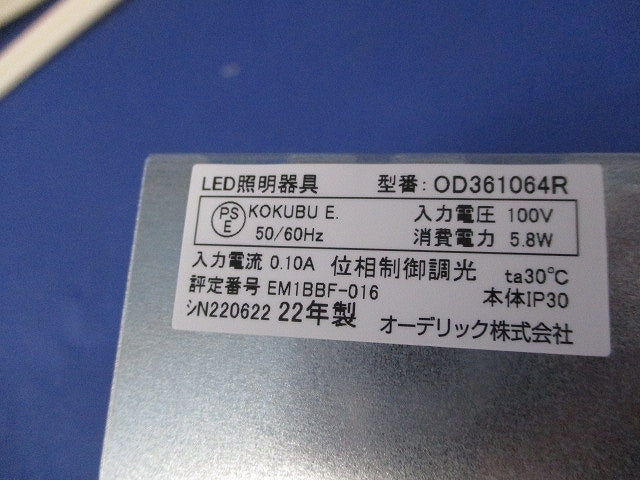 LED照明器具 型番: OD361064R
PS E KOKUBU E. 入力電圧 100V
50/60Hz 消費電力 5.8W
入力電流 0.10A 位相制御調光 ta30℃
評定番号 EM1BBF-016 本体IP30
シN220622 22年製 オーデリック株式会社